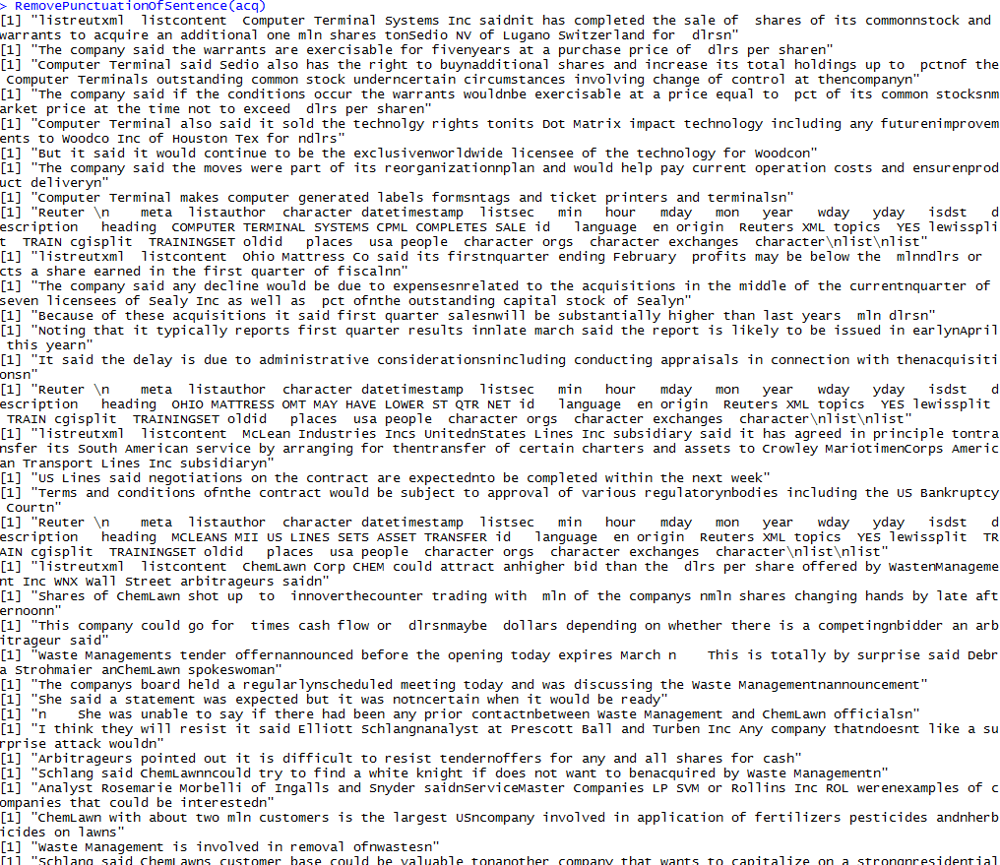 > RemovePunctuationOfSentence(acq)
[1] "listreutxml  listcontent  Computer Terminal Systems Inc saidnit has completed the sale of  shares of its commonnstock and
warrants to acquire an additional one mln shares tonSedio NV of Lugano Switzerland for  dlrsn"
[1] "The company said the warrants are exercisable for fivenyears at a purchase price of  dlrs per sharen"
[1] "Computer Terminal said Sedio also has the right to buynadditional shares and increase its total holdings up to  pctnof the
 Computer Terminals outstanding common stock underncertain circumstances involving change of control at thencompanyn"
[1] "The company said if the conditions occur the warrants wouldnbe exercisable at a price equal to  pct of its common stocksnm
arket price at the time not to exceed  dlrs per sharen"
[1] "Computer Terminal also said it sold the technolgy rights tonits Dot Matrix impact technology including any futurenimprovem
ents to Woodco Inc of Houston Tex for ndlrs"
[1] "But it said it would continue to be the exclusivenworldwide licensee of the technology for Woodcon"
[1] "The company said the moves were part of its reorganizationnplan and would help pay current operation costs and ensurenprod
uct deliveryn"
[1] "Computer Terminal makes computer generated labels formsntags and ticket printers and terminalsn"
[1] "Reuter \n    meta  listauthor  character datetimestamp  listsec   min   hour   mday   mon   year   wday   yday   isdst   d
escription   heading  COMPUTER TERMINAL SYSTEMS CPML COMPLETES SALE id   language  en origin  Reuters XML topics  YES lewisspli
t  TRAIN cgisplit  TRAININGSET oldid   places  usa people  character orgs  character exchanges  character\nlist\nlist"
[1] "listreutxml  listcontent  Ohio Mattress Co said its firstnquarter ending February  profits may be below the  mlnndlrs or
cts a share earned in the first quarter of fiscalnn"
[1] "The company said any decline would be due to expensesnrelated to the acquisitions in the middle of the currentnquarter of
seven licensees of Sealy Inc as well as  pct ofnthe outstanding capital stock of Sealyn"
[1] "Because of these acquisitions it said first quarter salesnwill be substantially higher than last years  mln dlrsn"
[1] "Noting that it typically reports first quarter results innlate march said the report is likely to be issued in earlynApril
 this yearn"
[1] "It said the delay is due to administrative considerationsnincluding conducting appraisals in connection with thenacquisiti
onsn"
[1] "Reuter \n    meta  listauthor  character datetimestamp  listsec   min   hour   mday   mon   year   wday   yday   isdst   d
escription   heading  OHIO MATTRESS OMT MAY HAVE LOWER ST QTR NET id   language  en origin  Reuters XML topics  YES lewissplit
 TRAIN cgisplit  TRAININGSET oldid   places  usa people  character orgs  character exchanges  character\nlist\nlist"
[1] "listreutxml  listcontent  McLean Industries Incs UnitednStates Lines Inc subsidiary said it has agreed in principle tontra
nsfer its South American service by arranging for thentransfer of certain charters and assets to Crowley MariotimenCorps Americ
an Transport Lines Inc subsidiaryn"
[1] "US Lines said negotiations on the contract are expectednto be completed within the next week"
[1] "Terms and conditions ofnthe contract would be subject to approval of various regulatorynbodies including the US Bankruptcy
 Courtn"
[1] "Reuter \n    meta  listauthor  character datetimestamp  listsec   min   hour   mday   mon   year   wday   yday   isdst   d
escription   heading  MCLEANS MII US LINES SETS ASSET TRANSFER id   language  en origin  Reuters XML topics  YES lewissplit  TR
AIN cgisplit  TRAININGSET oldid   places  usa people  character orgs  character exchanges  character\nlist\nlist"
[1] "listreutxml  listcontent  ChemLawn Corp CHEM could attract anhigher bid than the  dlrs per share offered by WastenManageme
nt Inc WNX Wall Street arbitrageurs saidn"
[1] "Shares of ChemLawn shot up  to  innoverthecounter trading with  mln of the companys nmln shares changing hands by late aft
ernoonn"
[1] "This company could go for  times cash flow or  dlrsnmaybe  dollars depending on whether there is a competingnbidder an arb
itrageur said"
[1] "Waste Managements tender offernannounced before the opening today expires March n    This is totally by surprise said Debr
a Strohmaier anChemLawn spokeswoman"
[1] "The companys board held a regularlynscheduled meeting today and was discussing the Waste Managementnannouncement"
[1] "She said a statement was expected but it was notncertain when it would be ready"
[1] "n    She was unable to say if there had been any prior contactnbetween Waste Management and ChemLawn officialsn"
[1] "I think they will resist it said Elliott Schlangnanalyst at Prescott Ball and Turben Inc Any company thatndoesnt like a su
rprise attack wouldn"
[1] "Arbitrageurs pointed out it is difficult to resist tendernoffers for any and all shares for cash"
[1] "Schlang said ChemLawnncould try to find a white knight if does not want to benacquired by Waste Managementn"
[1] "Analyst Rosemarie Morbelli of Ingalls and Snyder saidnServiceMaster Companies LP SVM or Rollins Inc ROL werenexamples of c
ompanies that could be interestedn"
[1] "ChemLawn with about two mln customers is the largest USncompany involved in application of fertilizers pesticides andnherb
icides on lawns"
[1] "Waste Management is involved in removal ofnwastesn"
[1] "Schlang said ChemLawns customer base could be valuable tonanother company that wants to capitalize on a strongnresidential